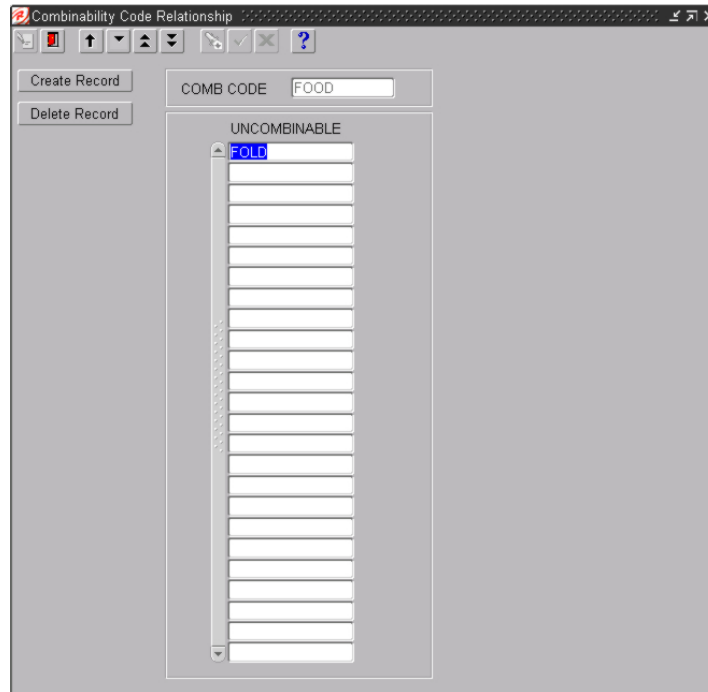 Combinability Code Relationship
?
Create Record
Delete Record
COMB CODE FOOD
UNCOMBINABLE
FOLD